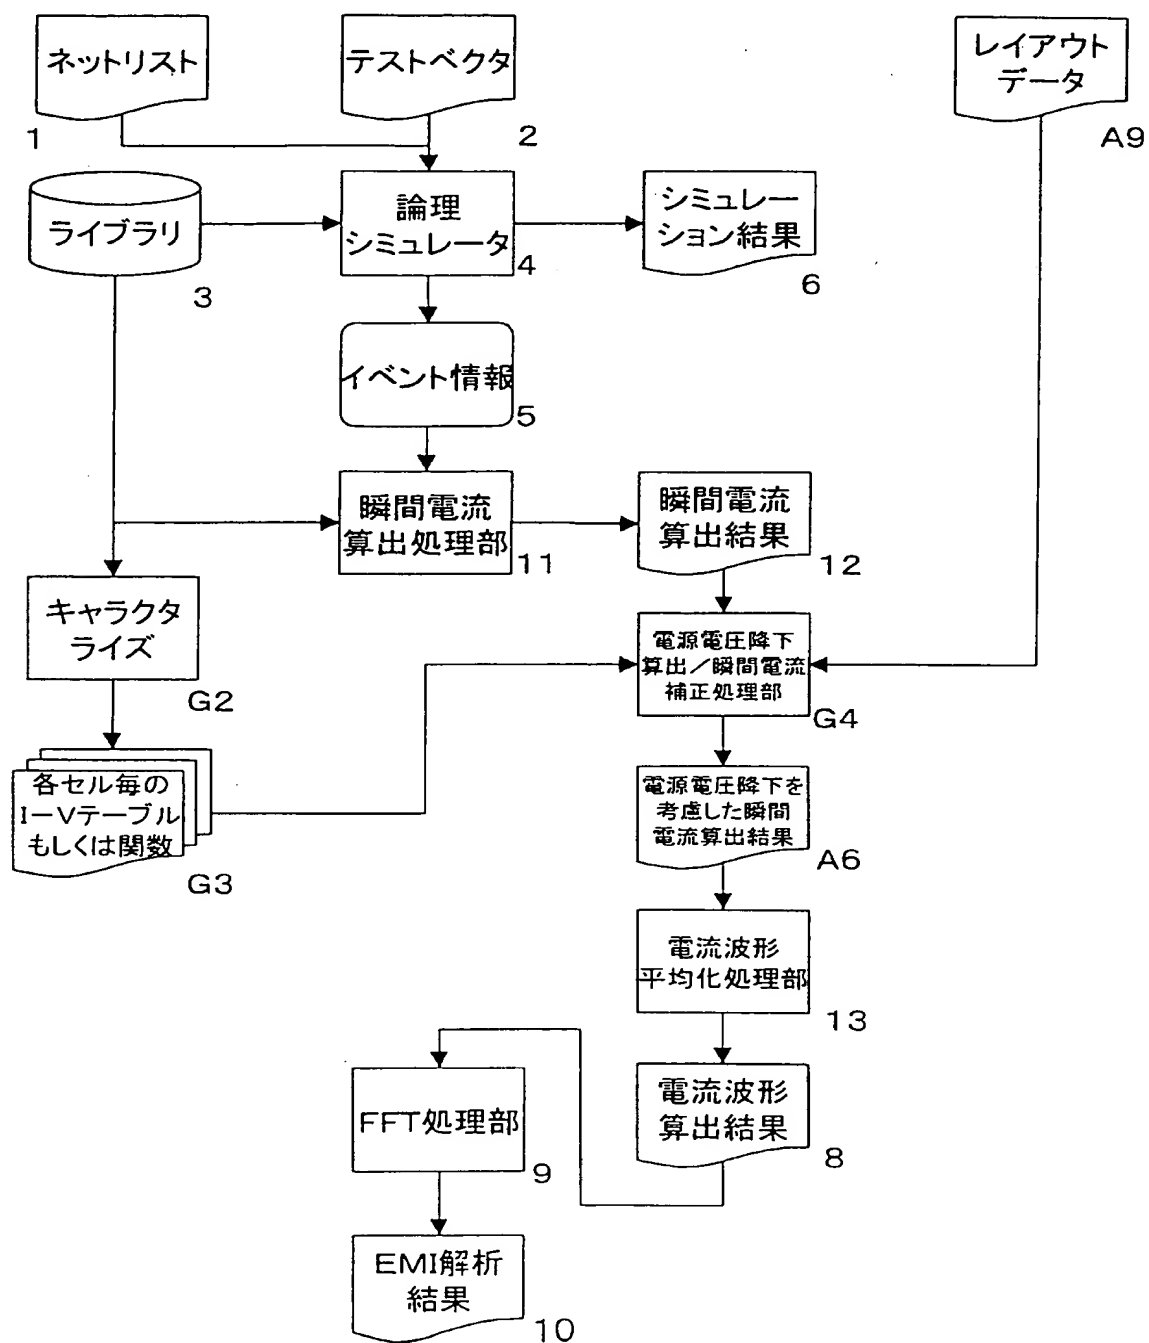 ネットリスト
1
テストベクタ
2
レイアウト
データ
A9
ライブラリ
3
論理
シミュレータ
4
シミュレー
ション結果
6
イベント情報
5
瞬間電流
算出処理部
11
瞬間電流
算出結果
12
キャラクタ
ライズ
G2
電源電圧降下
算出/瞬間電流
補正処理部
G4
各セル毎の
I-Vテーブル
もしくは関数
G3
電源電圧降下を
考慮した瞬間
電流算出結果
A6
電流波形
平均化処理部
13
FFT処理部
9
電流波形
算出結果
8
EMI解析
結果
10